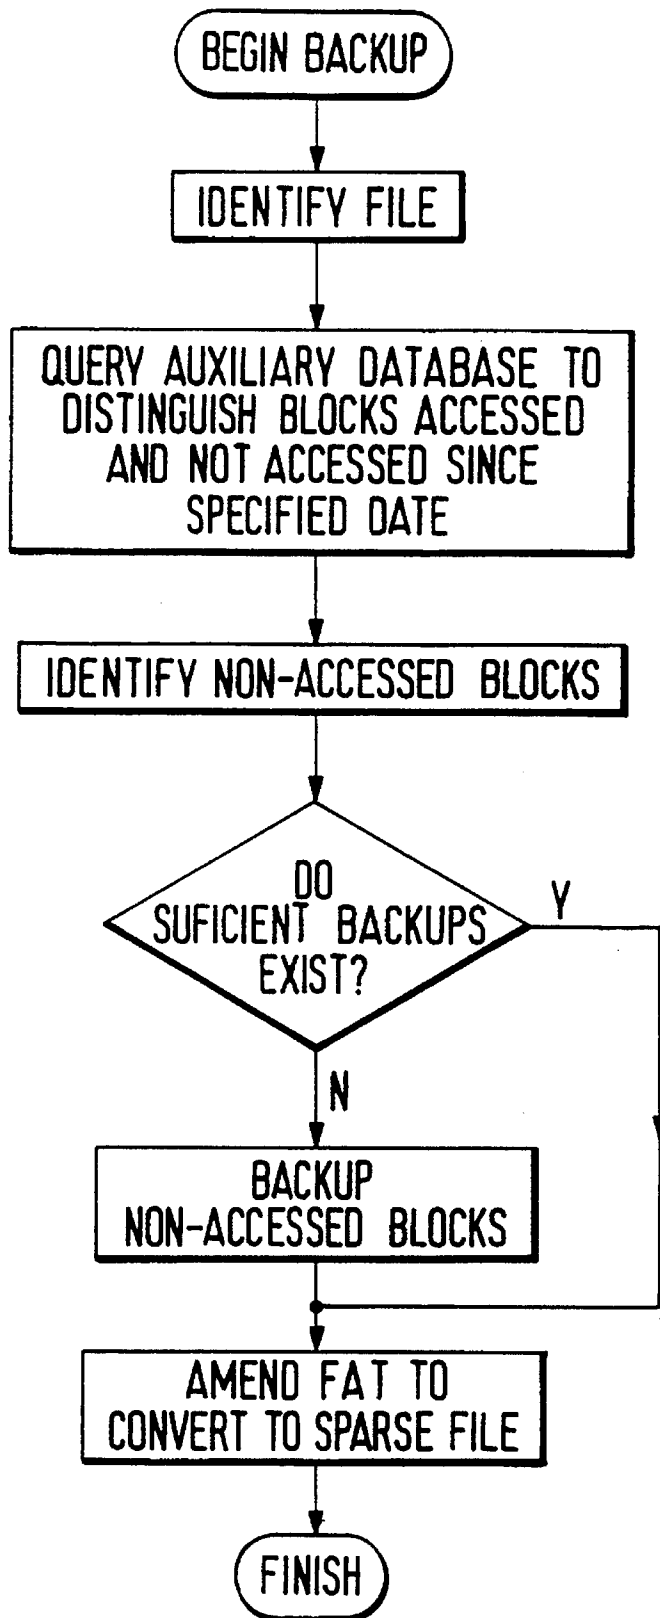 BEGIN BACKUP
IDENTIFY FILE
QUERY AUXILIARY DATABASE TO
DISTINGUISH BLOCKS ACCESSED
AND NOT ACCESSED SINCE
SPECIFIED DATE
IDENTIFY NON-ACCESSED BLOCKS
DO
SUFICIENT BACKUPS
EXIST?
Y
N
BACKUP
NON-ACCESSED BLOCKS
AMEND FAT TO
CONVERT TO SPARSE FILE
FINISH